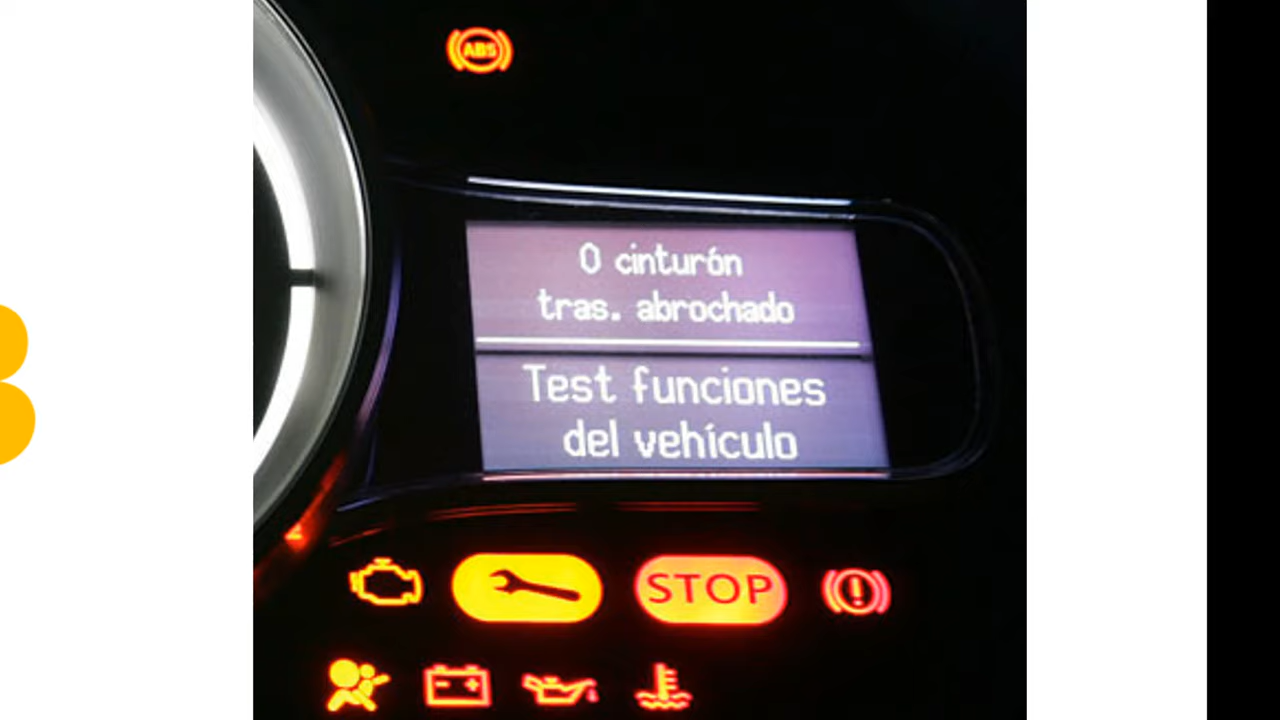 ABS
0 cinturón
tras. abrochado
Test funciones
del vehículo
STOP